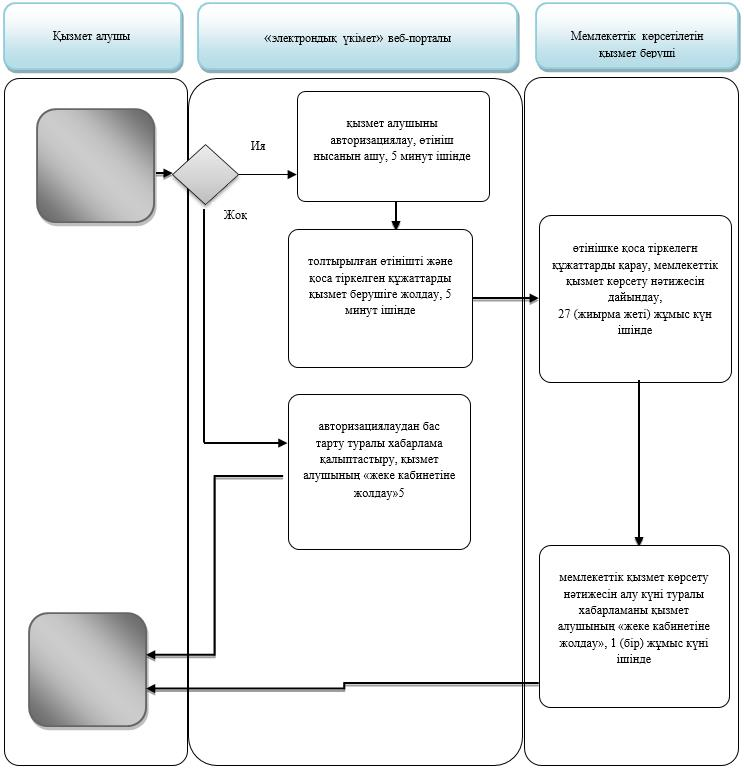 Қызмет алушы
«электрондық үкімет» веб-порталы
Мемлекеттік көрсетілетін
қызмет беруші
қызмет алушыны
авторизациялау, өтініш
нысанын ашу, 5 минут ішінде
Ия
Жоқ
толтырылған өтінішті және
қоса тіркелген құжаттарды
қызмет берушіге жолдау, 5
минут ішінде
өтінішке қоса тіркелегн
құжаттарды қарау, мемлекеттік
қызмет көрсету нәтижесін
дайындау,
27 (жиырма жеті) жұмыс күн
ішінде
авторизациялаудан бас
тарту туралы хабарлама
қалыптастыру, қызмет
алушының «жеке кабинетіне
жолдау»5
мемлекеттік қызмет көрсету
нәтижесін алу күні туралы
хабарламаны қызмет
алушының «жеке кабинетіне
жолдау», 1 (бір) жұмыс күні
ішінде